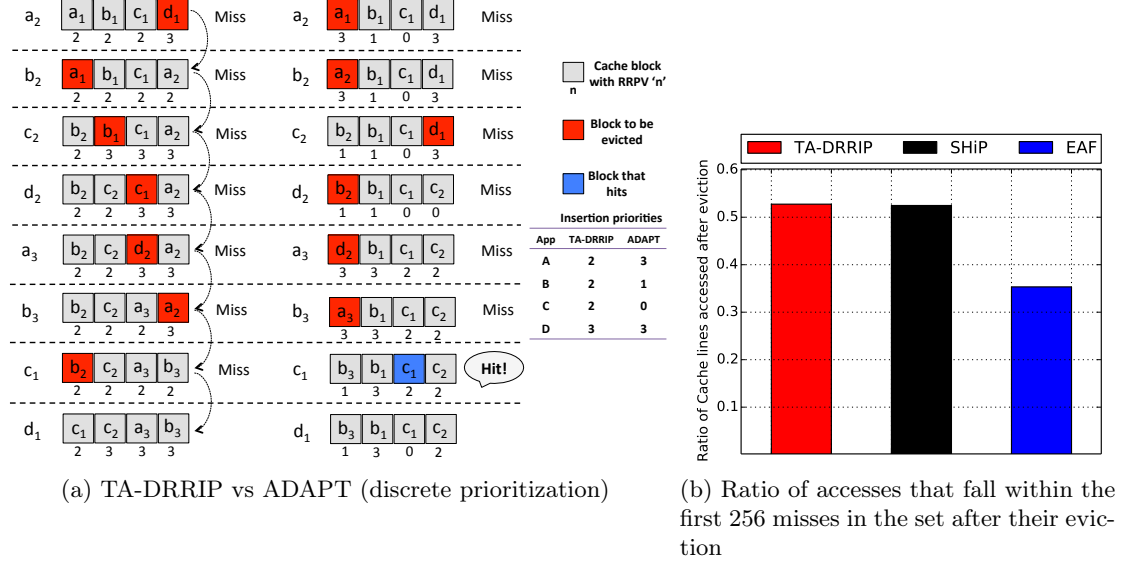 a2 a1 b1 c1 d1 Miss a1 b1 c1 d1 Miss
2 2 2 3 3 1 0 3
b2 a1 b1 c1 a2 Miss b2 a2 b1 c1 d1 Miss
2 2 2 2 3 1 0 3
c2 b2 b1 c1 a2 Miss c2 b2 b1 c1 d1 Miss
2 3 3 3 1 1 0 3
d2 b2 c2 c1 a2 Miss d2 b2 b1 c1 c2 Miss
2 2 3 3 1 1 0 0
a3 b2 c2 d2 a2 Miss a3 d2 b1 c1 c2 Miss
2 2 3 3 3 3 2 2
b3 b2 c2 a3 a2 Miss b3 a3 b1 c1 c2 Miss
2 2 2 3 3 3 2 2
c1 b2 c2 a3 b3 Miss c1 b3 b1 c1 c2 Hit!
2 2 2 2 1 3 2 2
d1 c1 c2 a3 b3 d1 b3 b1 c1 c2
2 3 3 3 1 3 0 2
Cache block
with RRPV 'n'
n
Block to be
evicted
Block that
hits
Insertion priorities
App TA-DRRIP ADAPT
A 2 3
B 2 1
C 2 0
D 3 3
(a) TA-DRRIP vs ADAPT (discrete prioritization)
TA-DRRIP SHiP EAF
Ratio of Cache lines accessed after eviction
0.6
0.5
0.4
0.3
0.2
0.1
(b) Ratio of accesses that fall within the
first 256 misses in the set after their evic-
tion